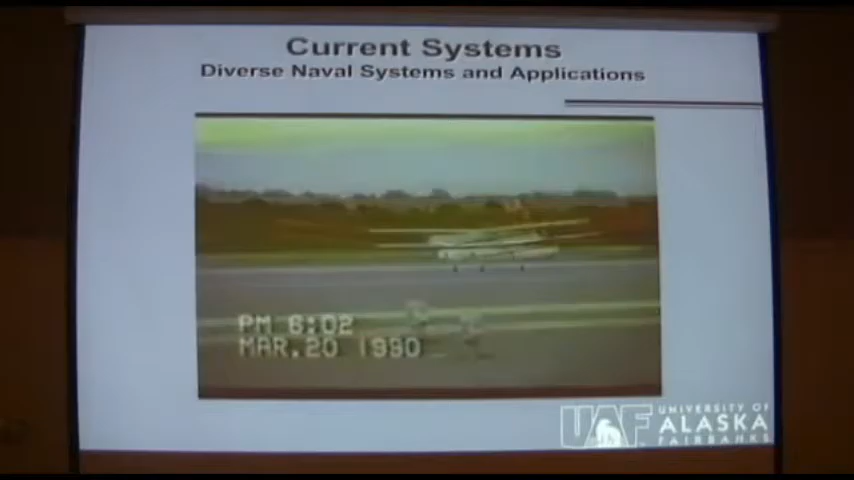 Current Systems
Diverse Naval Systems and Applications
PM 6:02
MAR.20 1990
UAF UNIVERSITY OF
ALASKA
FAIRBANKS